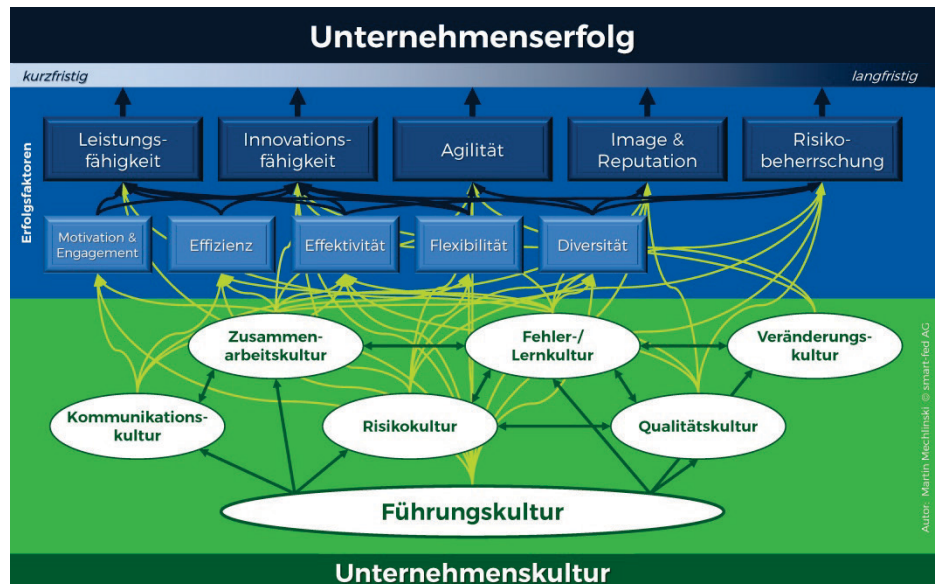 Unternehmenserfolg
kurzfristig
langfristig
Erfolgsfaktoren
Leistungs-
fähigkeit
Innovations-
fähigkeit
Agilität
Image &
Reputation
Risiko-
beherrschung
Motivation &
Engagement
Effizienz
Effektivität
Flexibilität
Diversität
Zusammen-
arbeitskultur
Fehler-/
Lernkultur
Veränderungs-
kultur
Kommunikations-
kultur
Risikokultur
Qualitätskultur
Führungskultur
Unternehmenskultur
Autor: Martin Mechlinski © smart-fed AG